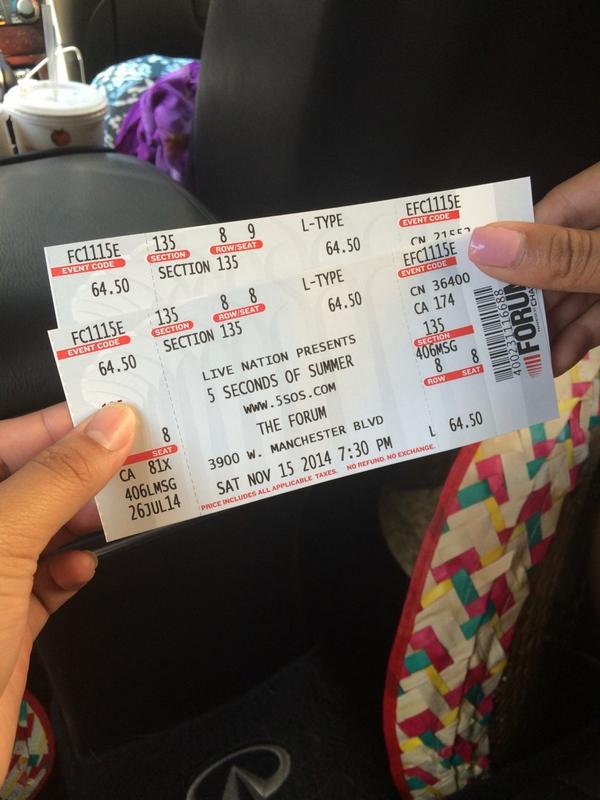 FC1115E 135 8 9 L-TYPE EFC1115E
EVENT CODE SECTION ROW/SEAT EVENT CODE
64.50 SECTION 135 64.50
FC1115E 135 8 8 L-TYPE EFC1115E
EVENT CODE SECTION ROW/SEAT EVENT CODE
64.50 SECTION 135 64.50 CN 36400
LIVE NATION PRESENTS CA 174
5 SECONDS OF SUMMER 135
SECTION
www.5SOS.COM 406MSG
THE FORUM 8 8
ROW SEAT
3900 W. MANCHESTER BLVD L 64.50
SAT NOV 15 2014 7:30 PM
PRICE INCLUDES ALL APPLICABLE TAXES. NO REFUND. NO EXCHANGE.
8
SEAT
CA 81X
406LMSG
26JUL14
FORUM